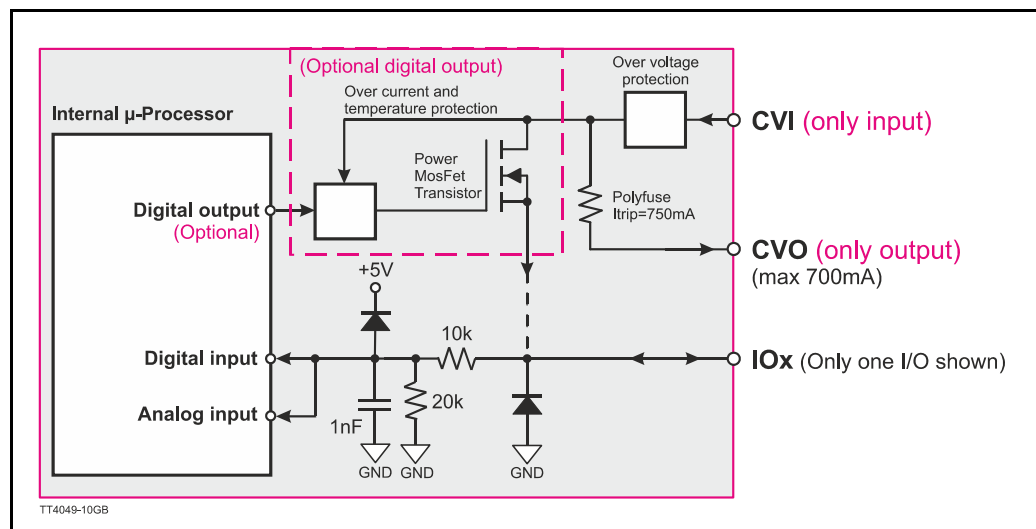 (Optional digital output)
Over voltage
protection
Internal µ-Processor
Over current and
temperature protection
CVI (only input)
Power
MosFet
Transistor
Digital output
(Optional)
Polyfuse
Itrip=750mA
CVO (only output)
(max 700mA)
+5V
10k
Digital input
IOx (Only one I/O shown)
Analog input
20k
1nF
GND
GND
GND
TT4049-10GB